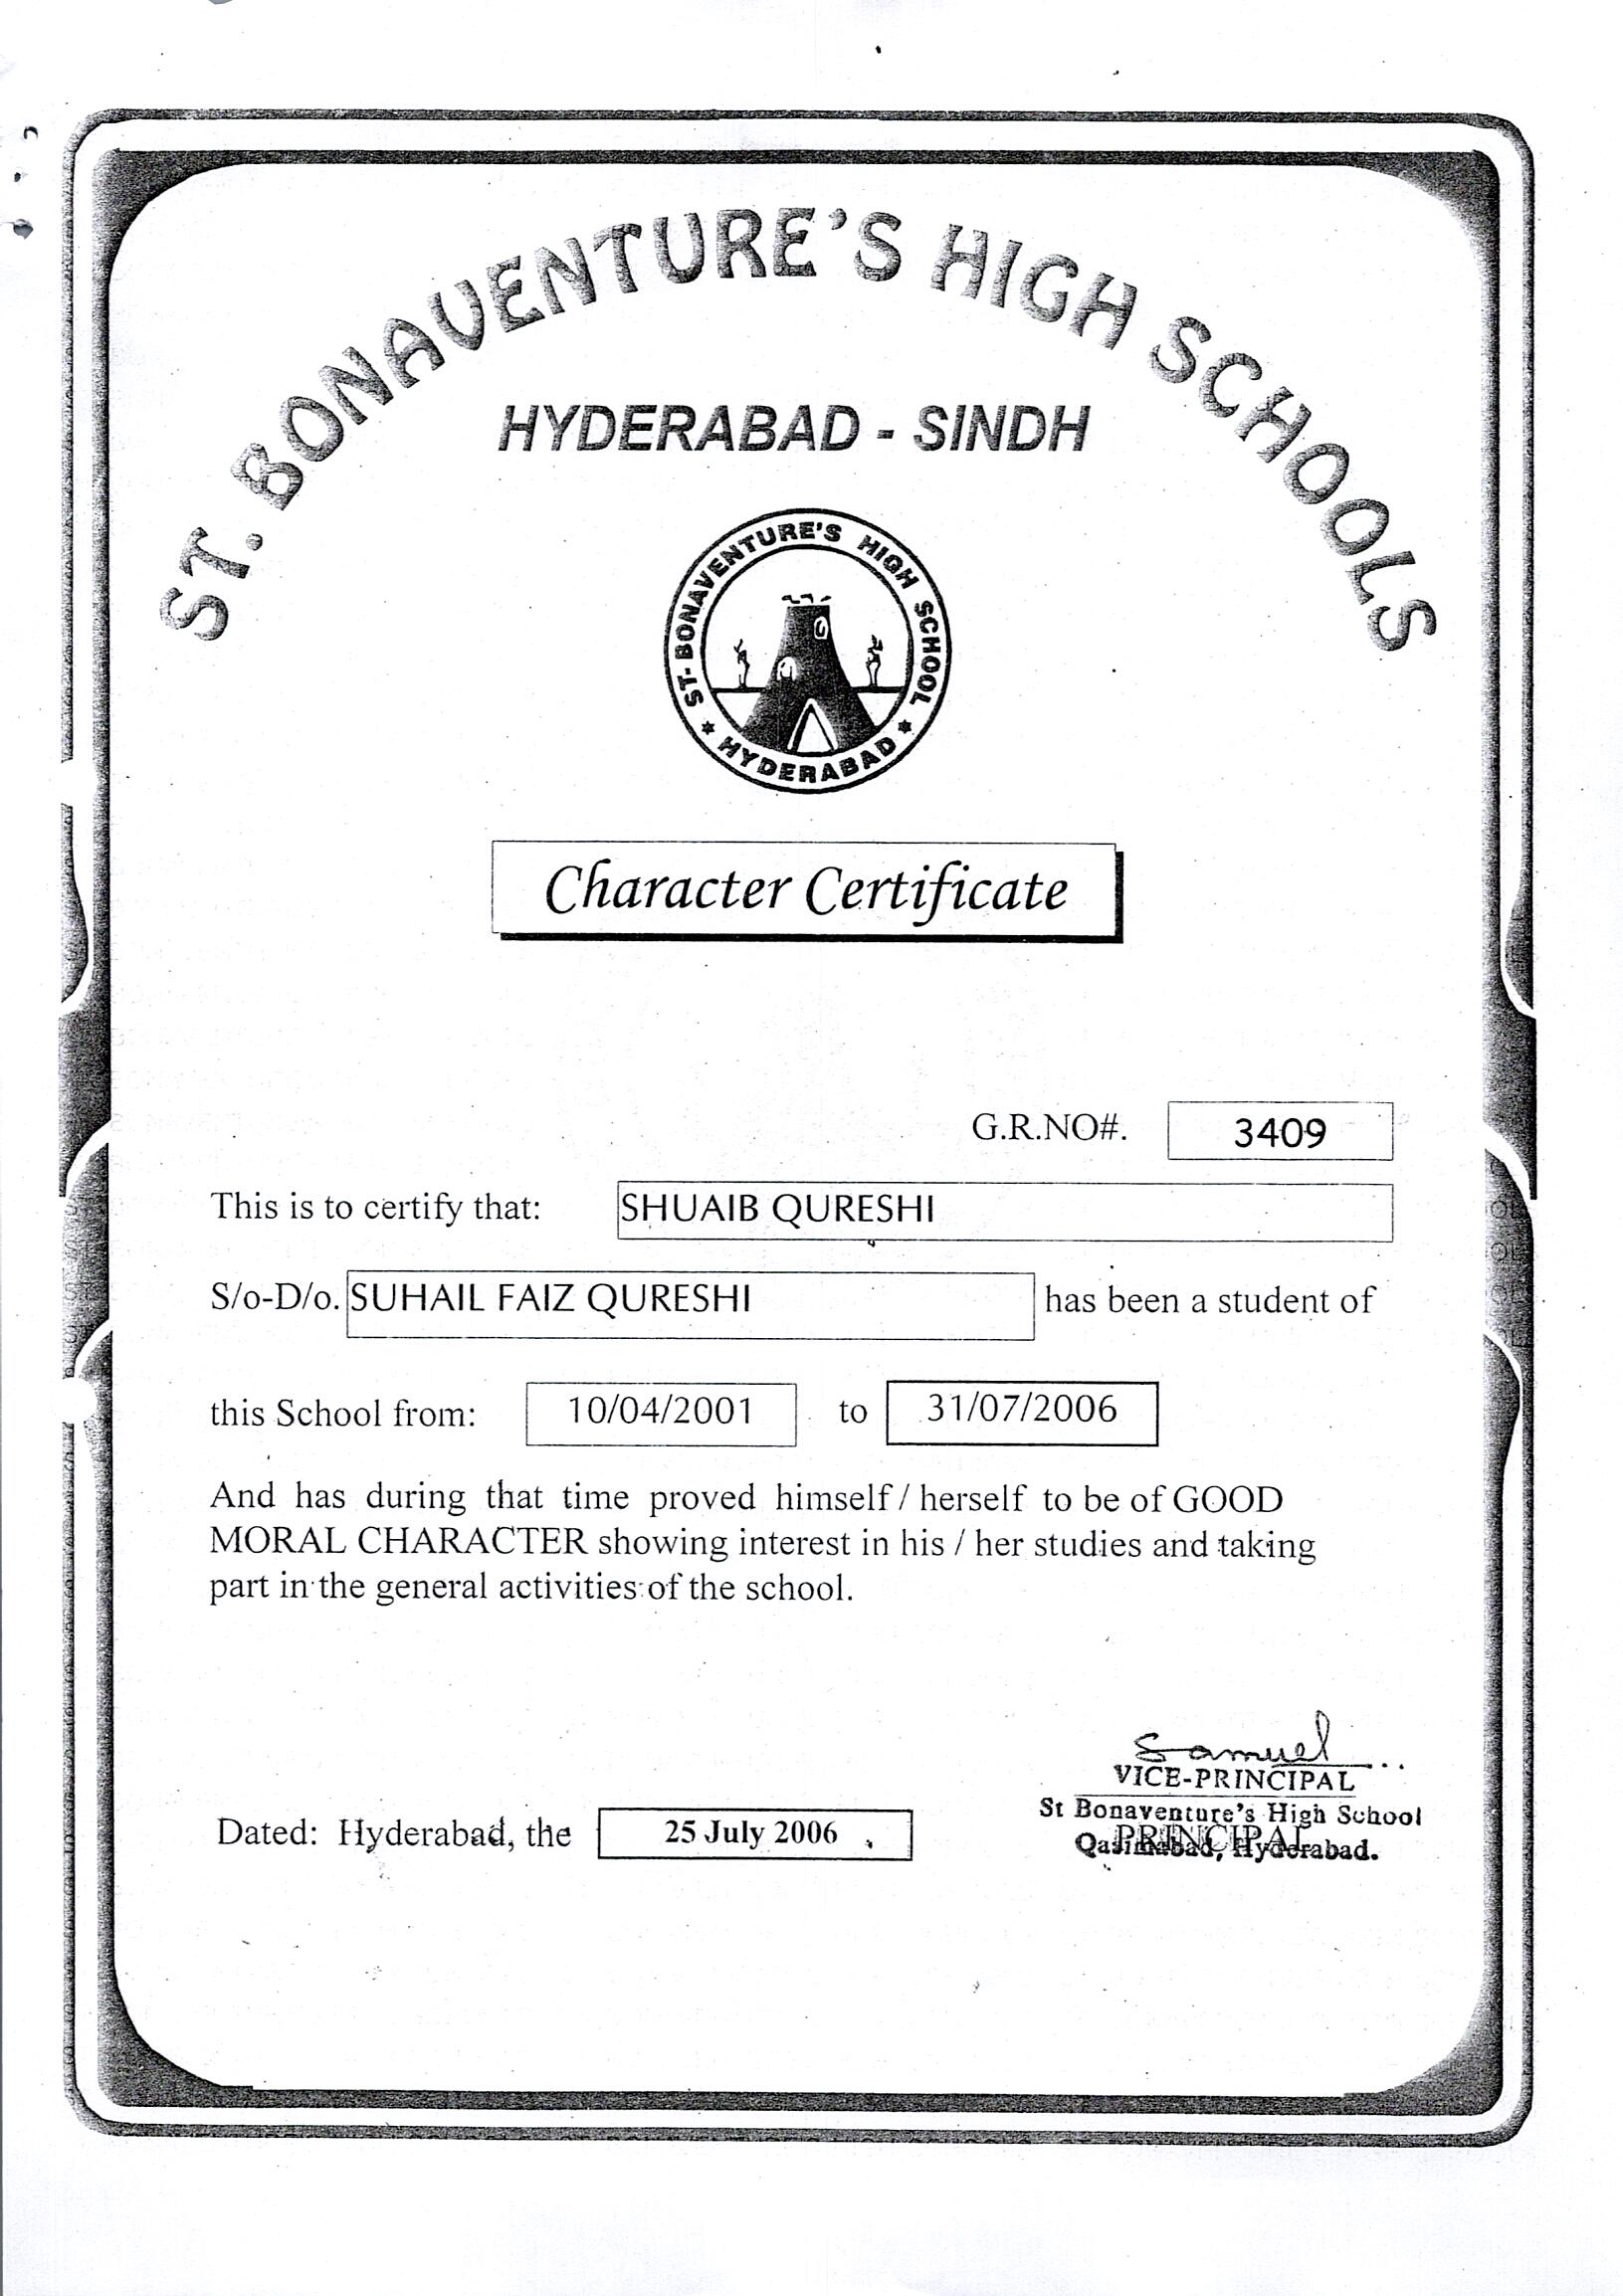 ST. BONAVENTURE'S HIGH SCHOOLS
HYDERABAD - SINDH
ST- BONAVENTURE'S HIGH SCHOOL
* HYDERABAD *
Character Certificate
G.R.NO#. 3409
This is to certify that: SHUAIB QURESHI
S/o-D/o. SUHAIL FAIZ QURESHI has been a student of
this School from: 10/04/2001 to 31/07/2006
And has during that time proved himself / herself to be of GOOD
MORAL CHARACTER showing interest in his / her studies and taking
part in the general activities of the school.
Samuel
VICE-PRINCIPAL
St Bonaventure's High School
PRINCIPAL
Qasimabad, Hyderabad.
Dated: Hyderabad, the 25 July 2006